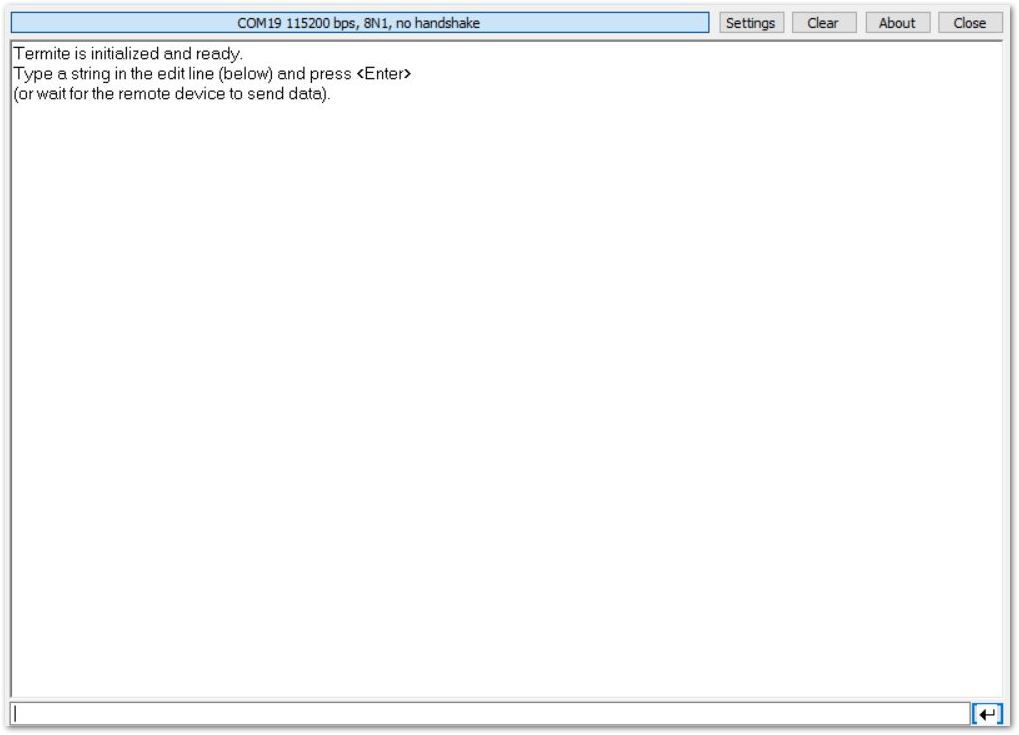 COM19 115200 bps, 8N1, no handshake Settings Clear About Close
Termite is initialized and ready.
Type a string in the edit line (below) and press <Enter>
(or wait for the remote device to send data).